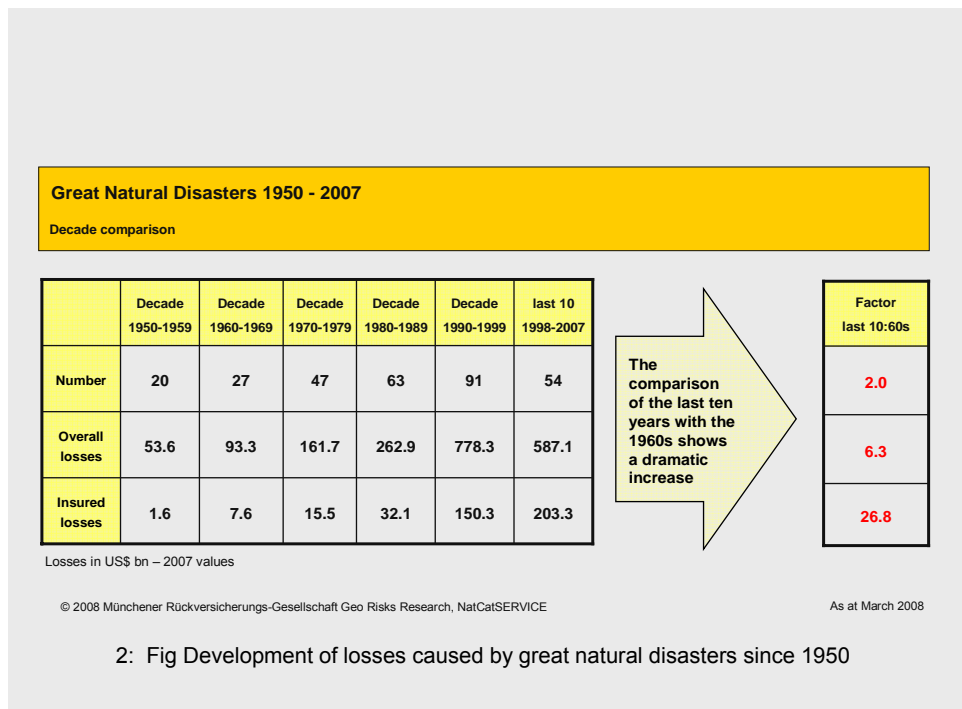 Great Natural Disasters 1950 - 2007
Decade comparison
Decade 1950-1959 Decade 1960-1969 Decade 1970-1979 Decade 1980-1989 Decade 1990-1999 last 10 1998-2007
Number 20 27 47 63 91 54
Overall losses 53.6 93.3 161.7 262.9 778.3 587.1
Insured losses 1.6 7.6 15.5 32.1 150.3 203.3
The
comparison
of the last ten
years with the
1960s shows
a dramatic
increase
Factor
last 10:60s
2.0
6.3
26.8
Losses in US$ bn – 2007 values
© 2008 Münchener Rückversicherungs-Gesellschaft Geo Risks Research, NatCatSERVICE
As at March 2008
2: Fig Development of losses caused by great natural disasters since 1950